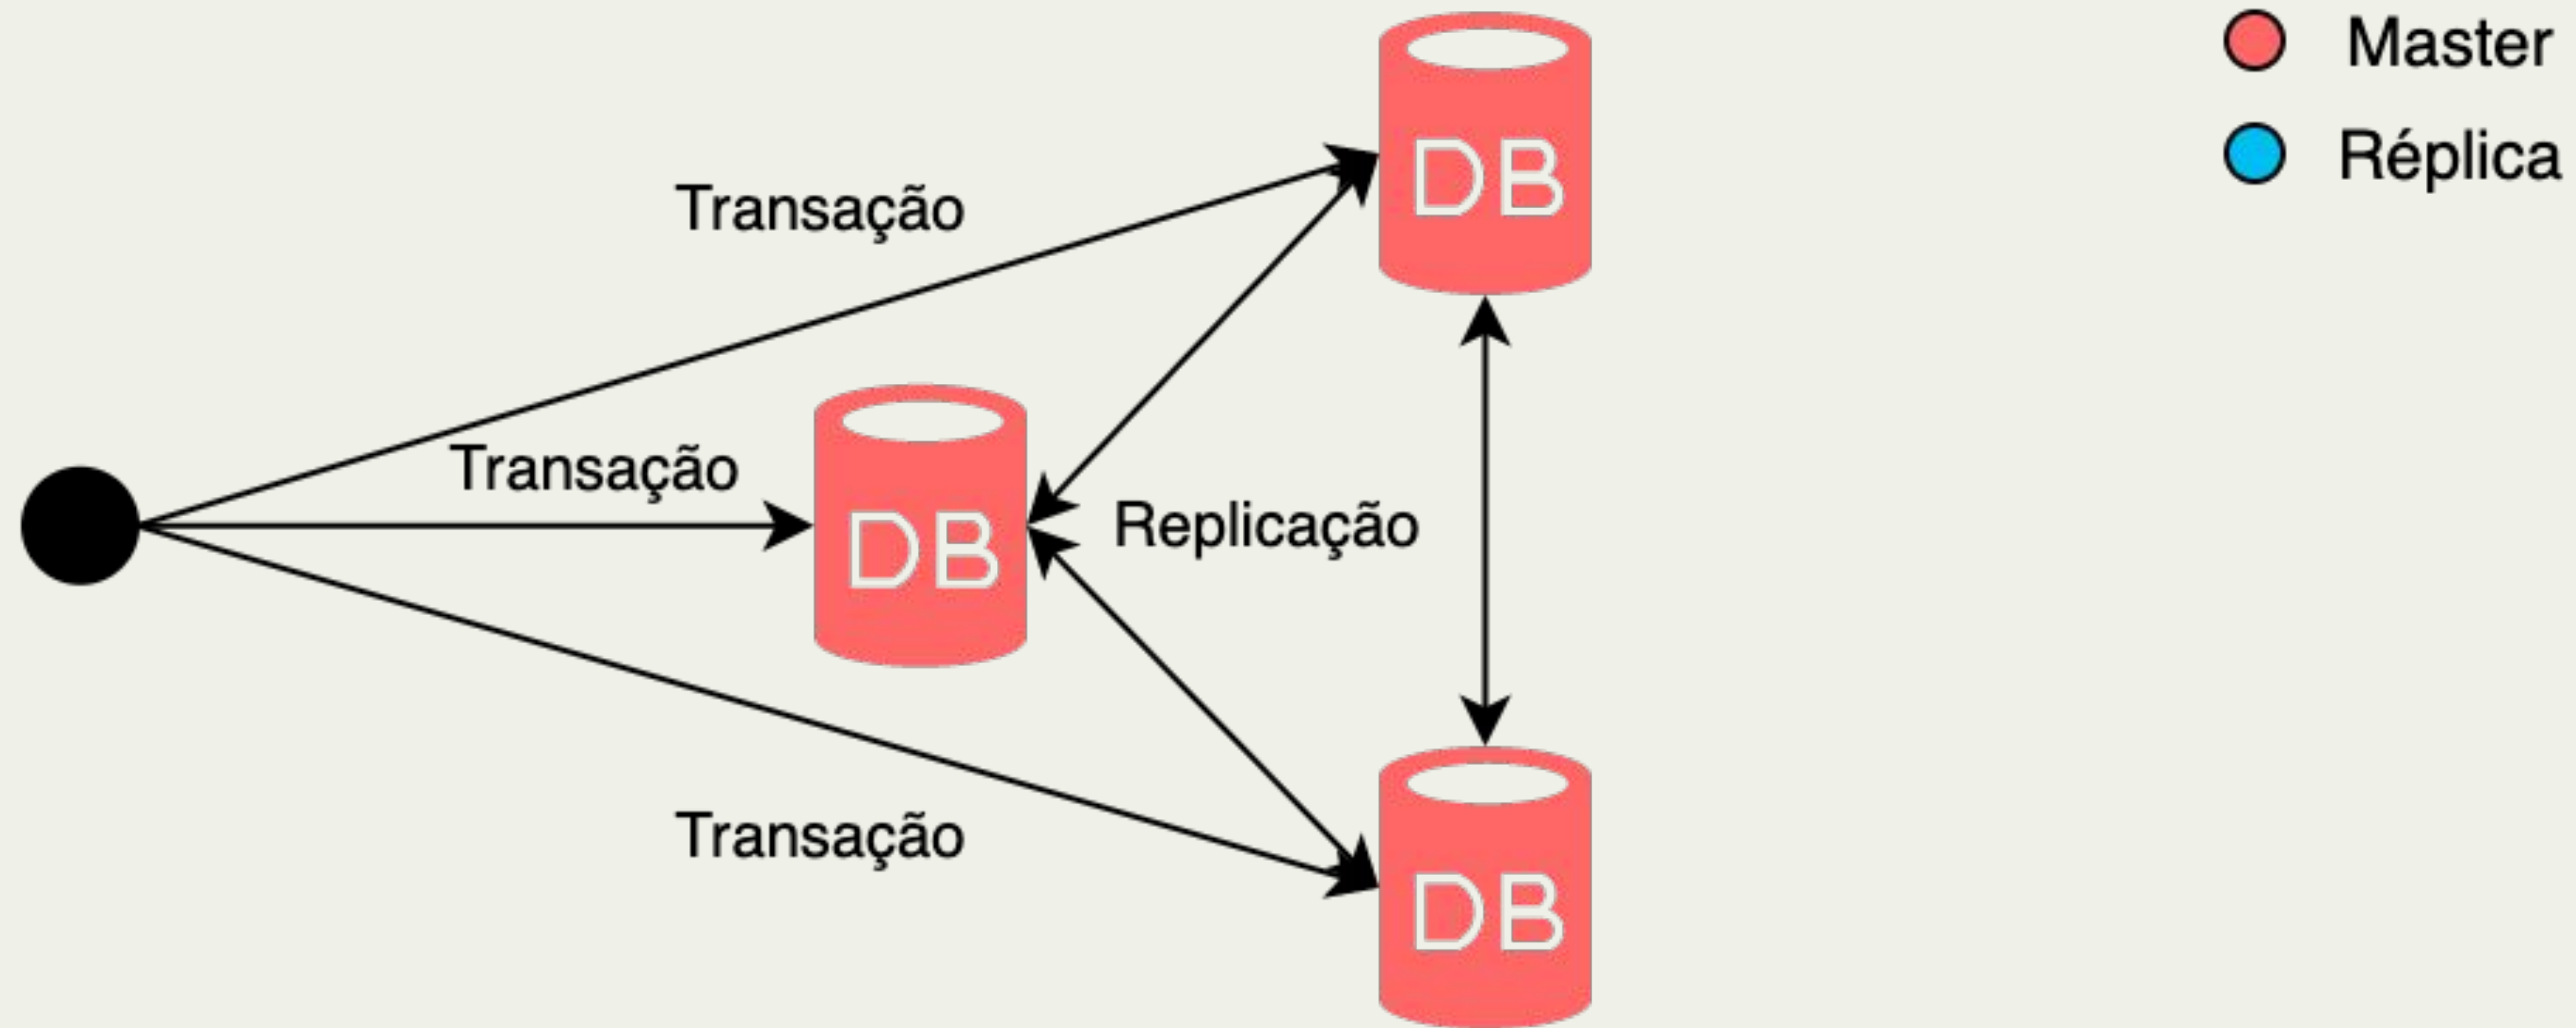 Master
Réplica
DB
Transação
Transação
DB
Replicação
Transação
DB